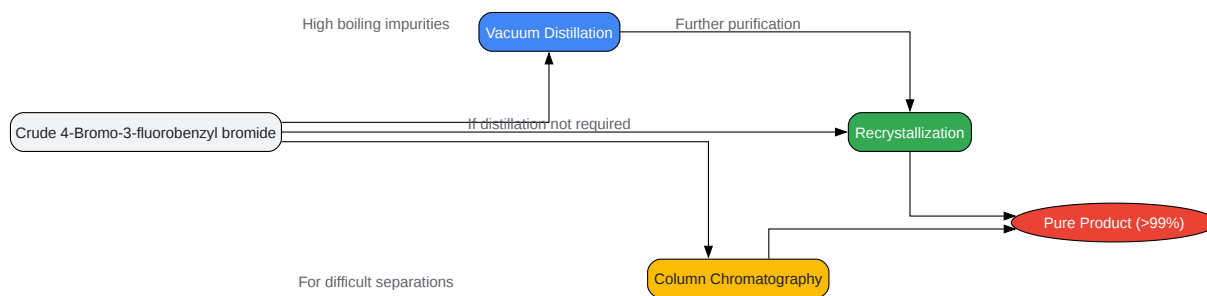 High boiling impurities
Vacuum Distillation
Further purification
Crude 4-Bromo-3-fluorobenzyl bromide
If distillation not required
Recrystallization
Pure Product (>99%)
Column Chromatography
For difficult separations